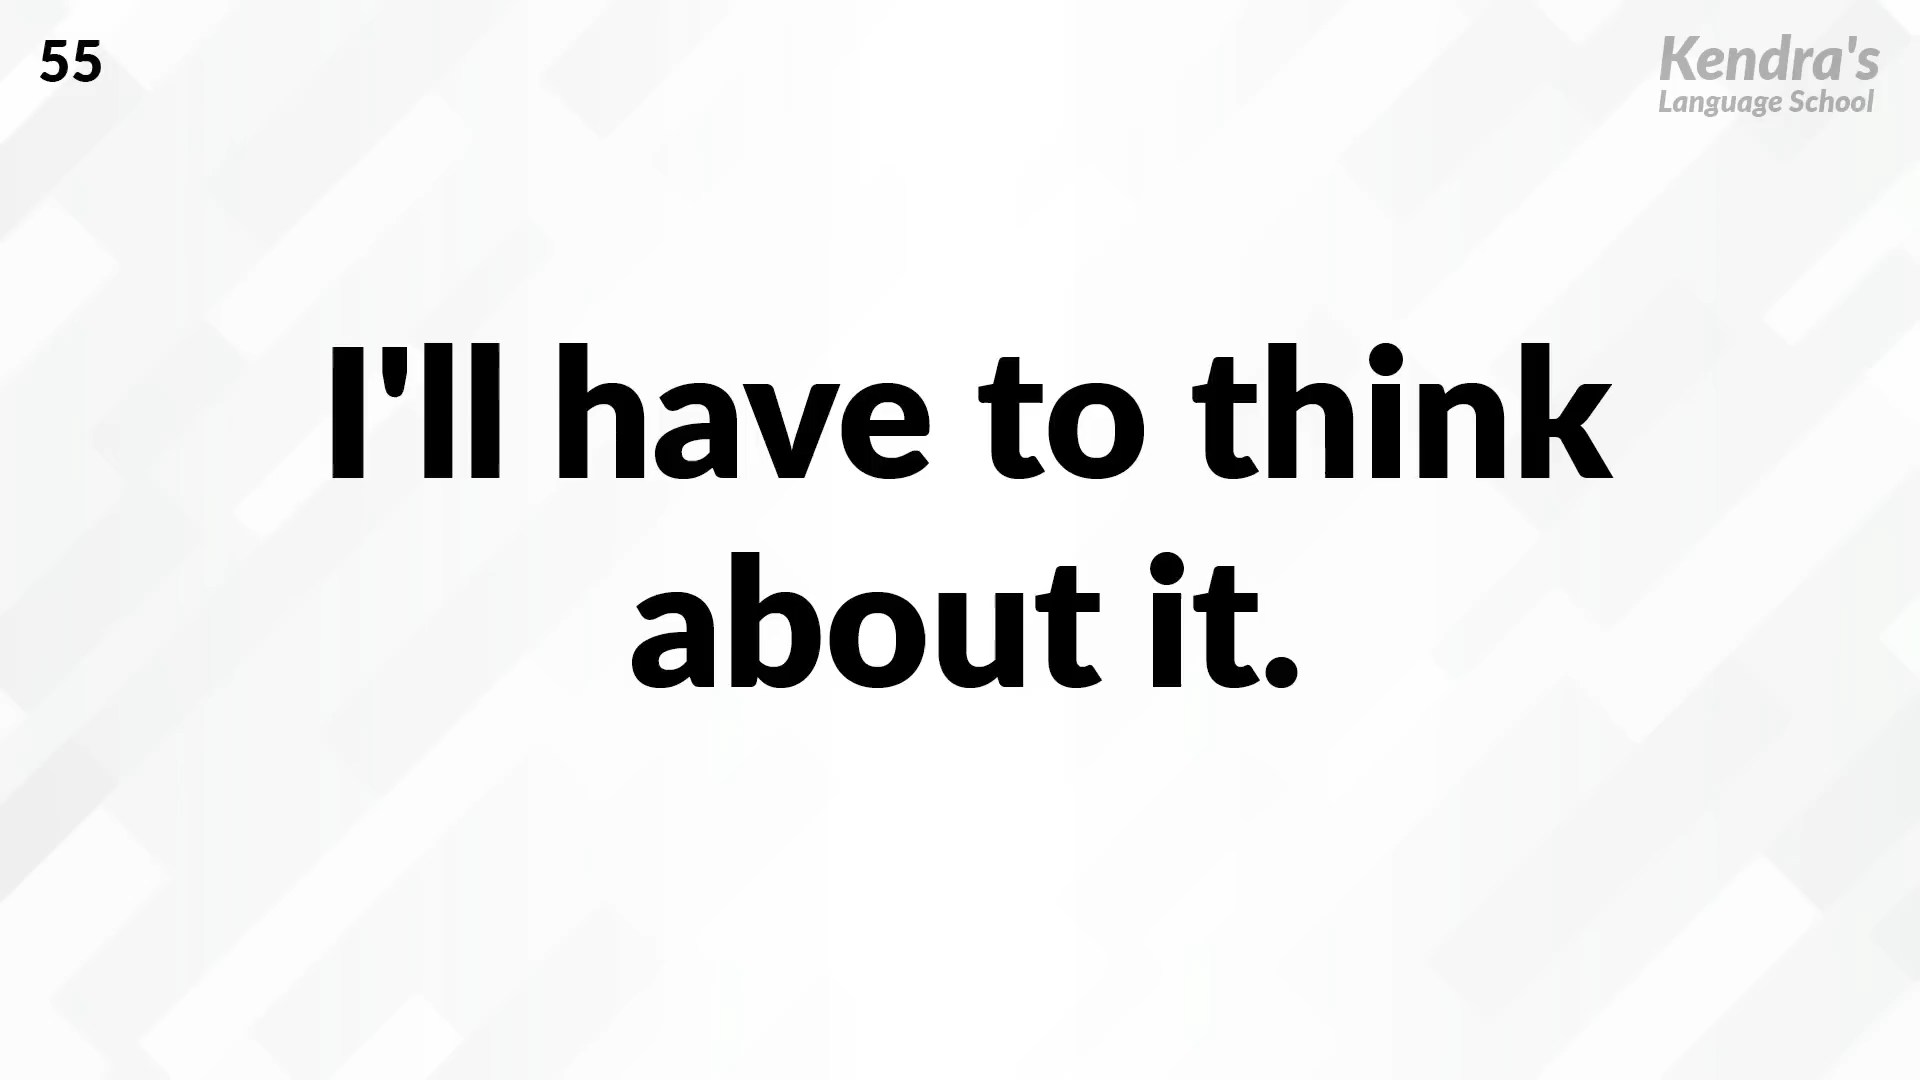 55
Kendra's
Language School
I'll have to think
about it.